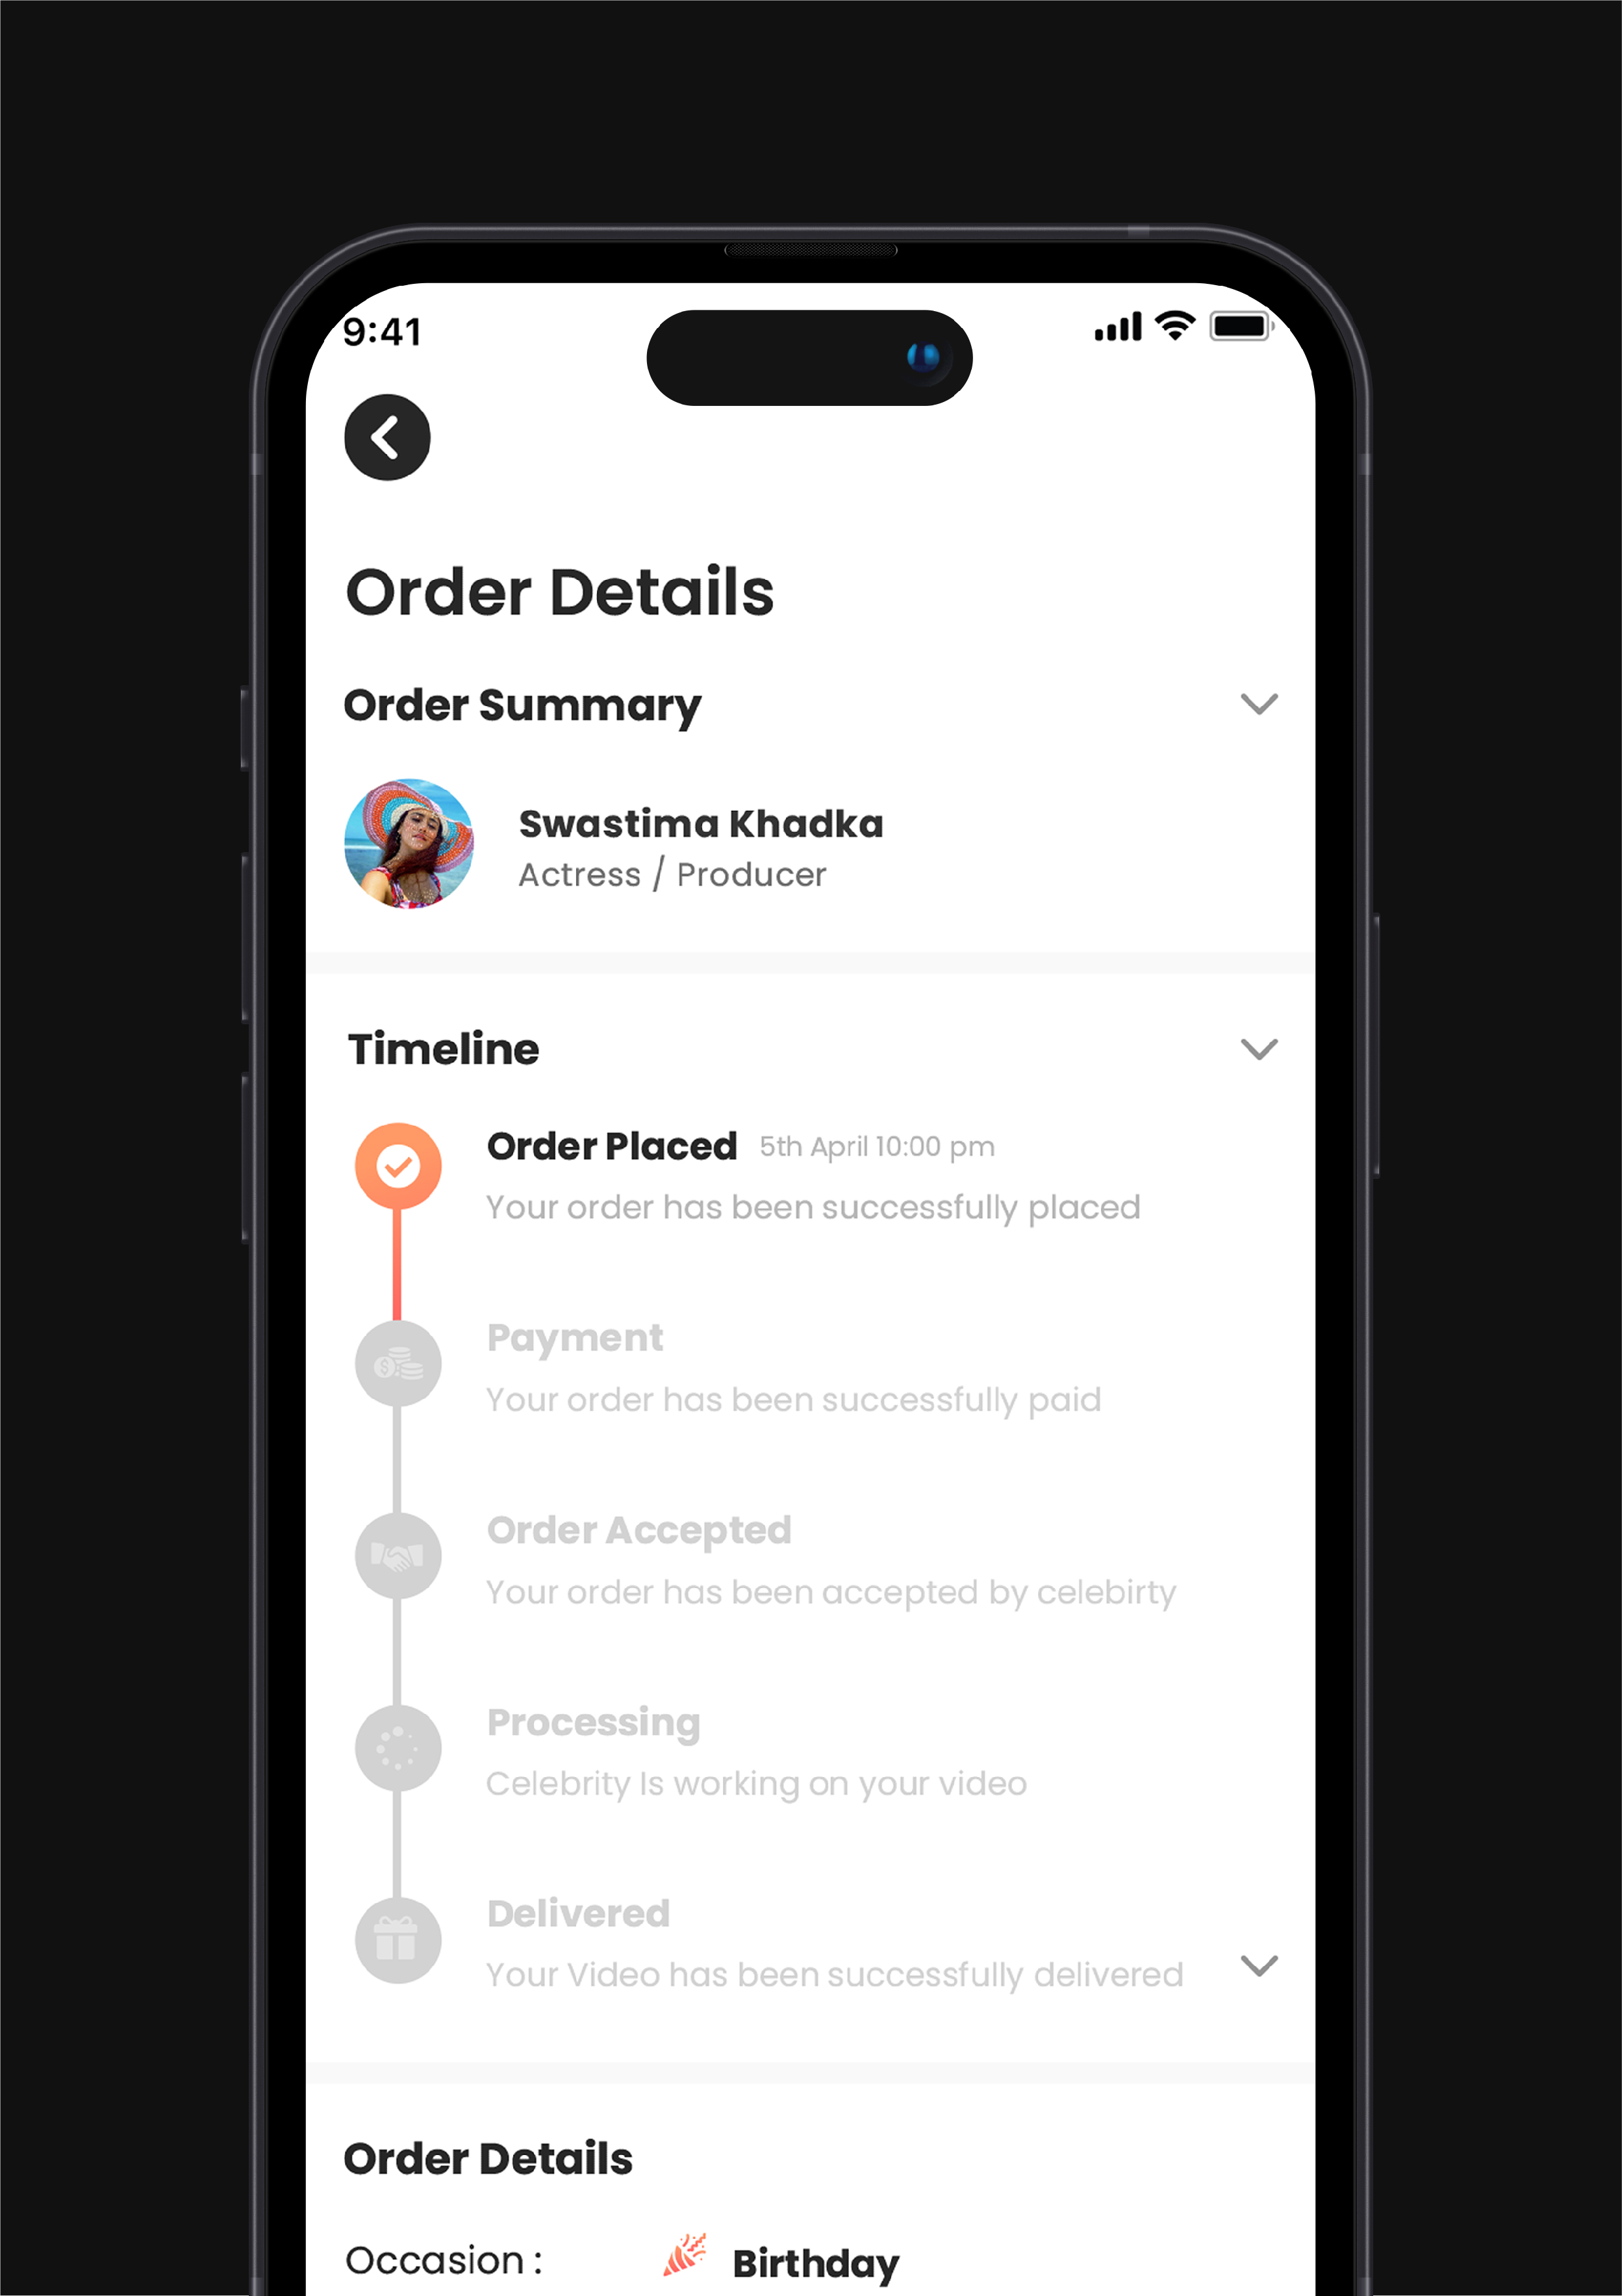 9:41
Order Details
Order Summary
Swastima Khadka
Actress / Producer
Timeline
Order Placed 5th April 10:00 pm
Your order has been successfully placed
Payment
Your order has been successfully paid
Order Accepted
Your order has been accepted by celebirty
Processing
Celebrity Is working on your video
Delivered
Your Video has been successfully delivered
Order Details
Occasion : Birthday